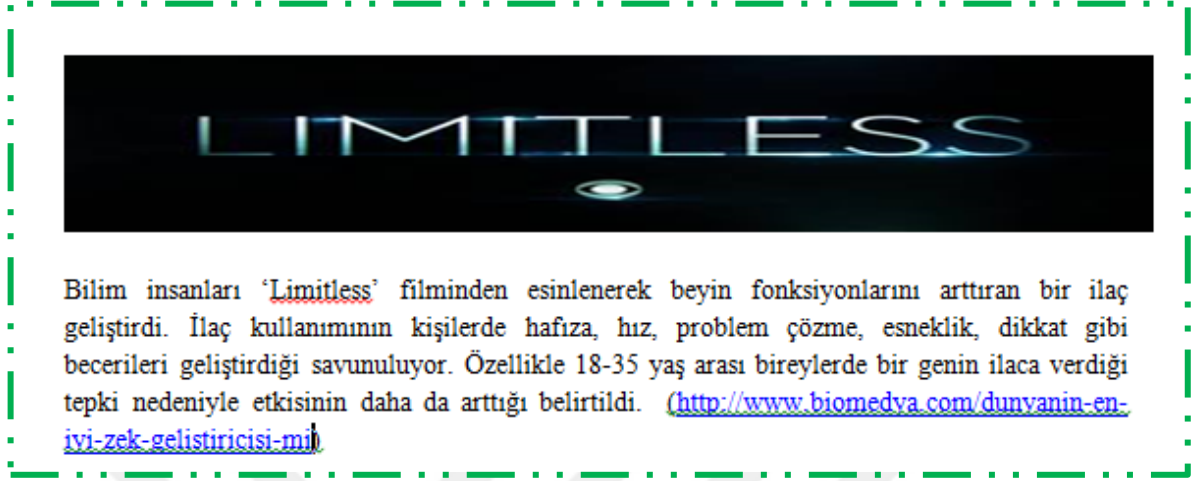 LIMITLESS
Bilim insanları ‘Limitless’ filminden esinlenerek beyin fonksiyonlarını arttıran bir ilaç
geliştirdi. İlaç kullanımının kişilerde hafıza, hız, problem çözme, esneklik, dikkat gibi
becerileri geliştirdiği savunuluyor. Özellikle 18-35 yaş arası bireylerde bir genin ilaca verdiği
tepki nedeniyle etkisinin daha da arttığı belirtildi. (http://www.biomedya.com/dunyanin-en-
iyi-zek-gelistiricisi-mi)